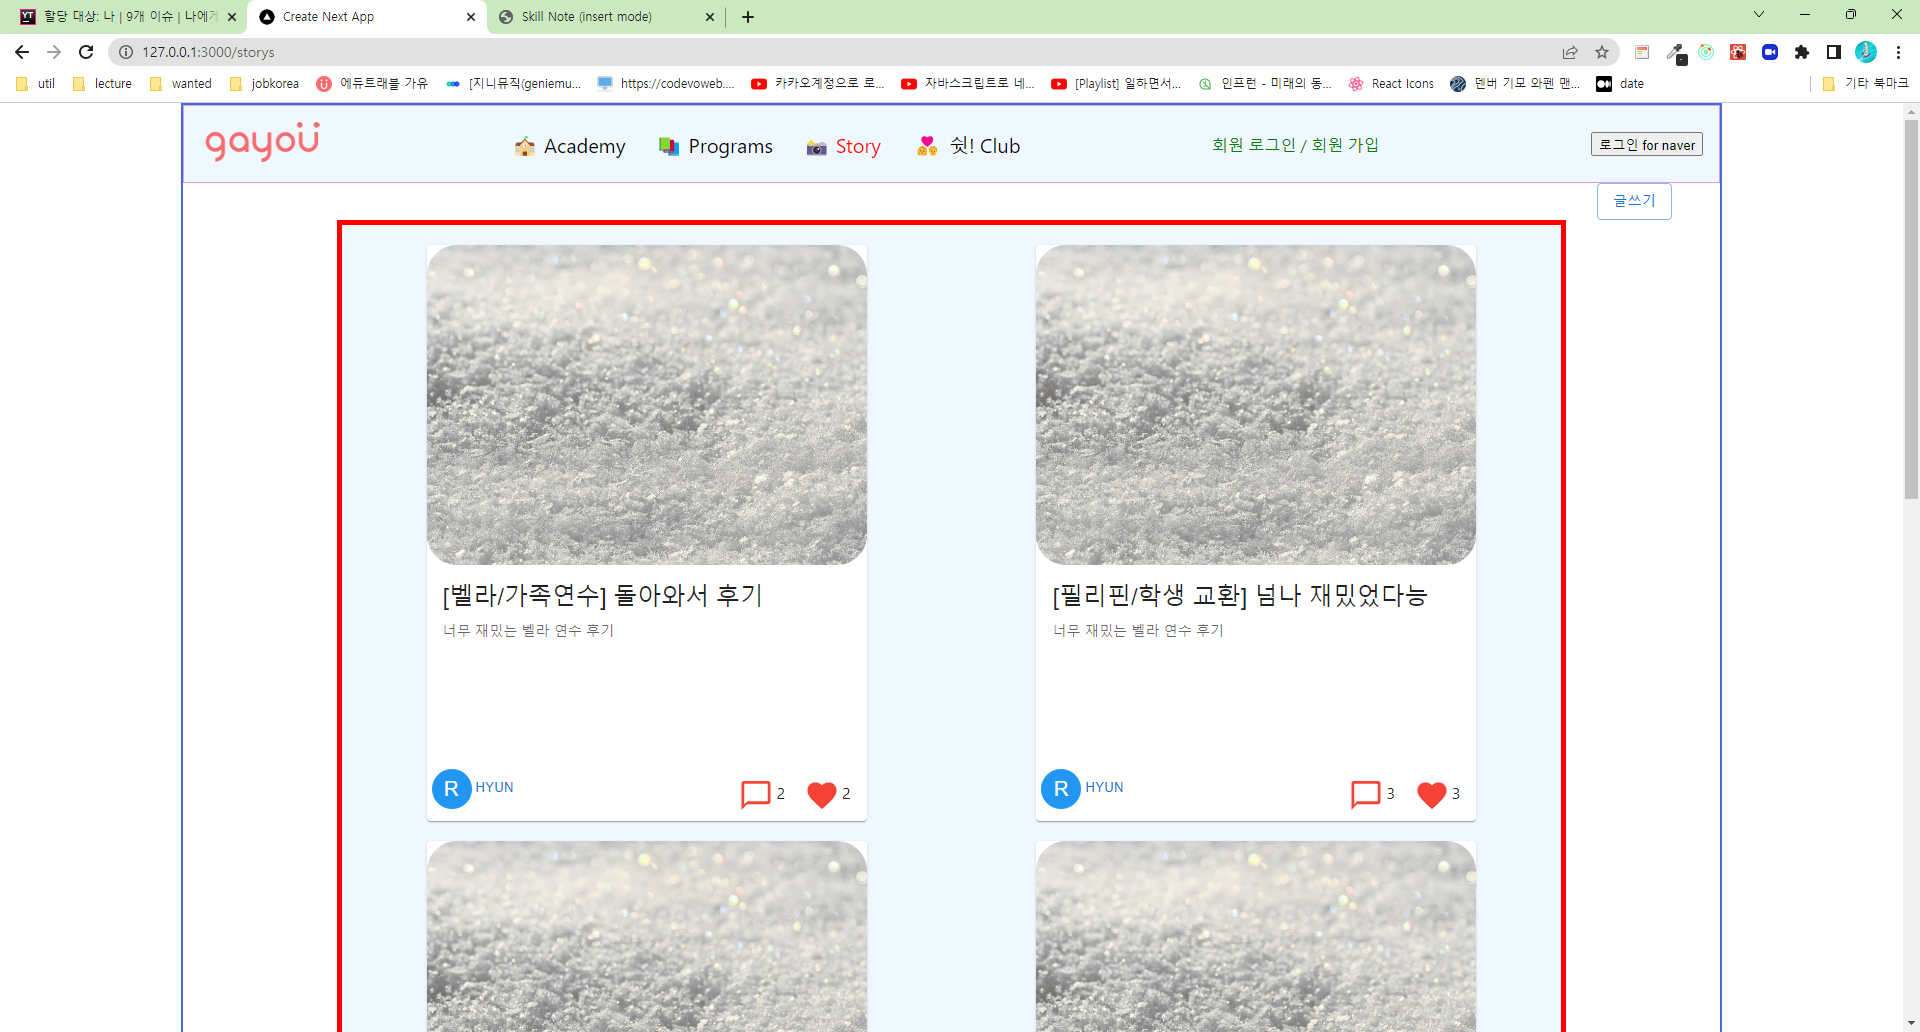 할당 대상: 나 | 9개 이슈 | 나에게
Create Next App
Skill Note (insert mode)
127.0.0.1:3000/storys
util
lecture
wanted
jobkorea
에듀트래블 가유
[지니뮤직(geniemu...
https://codevoweb....
카카오계정으로 로...
자바스크립트로 네...
[Playlist] 일하면서...
인프런 - 미래의 동...
React Icons
덴버 기모 와펜 맨...
date
기타 북마크
gayou
Academy
Programs
Story
쉿! Club
회원 로그인 / 회원 가입
로그인 for naver
글쓰기
[벨라/가족연수] 돌아와서 후기
너무 재밌는 벨라 연수 후기
R HYUN
2
2
[필리핀/학생 교환] 넘나 재밌었다능
너무 재밌는 벨라 연수 후기
R HYUN
3
3